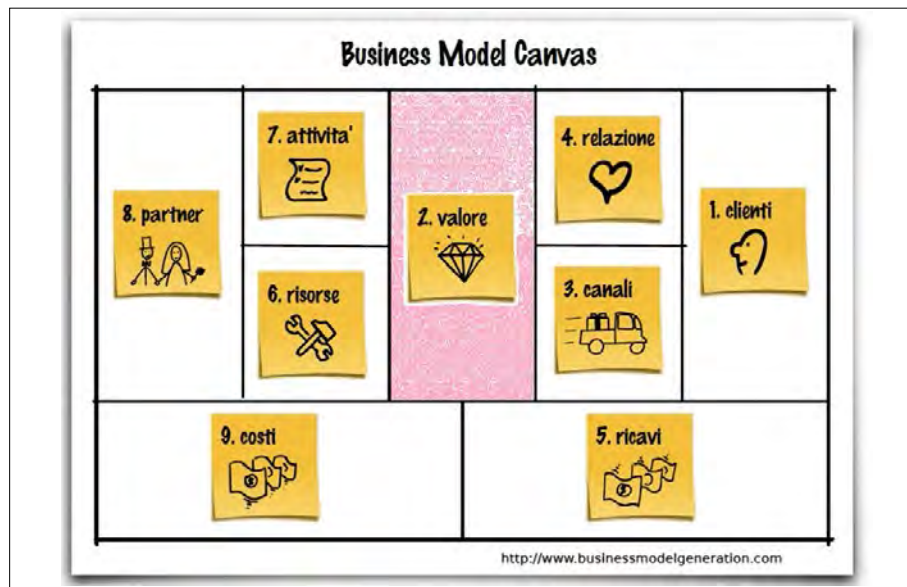 Business Model Canvas
7. attivita'
4. relazione
8. partner
2. valore
1. clienti
6. risorse
3. canali
9. costi
5. ricavi
http://www.businessmodelgeneration.com